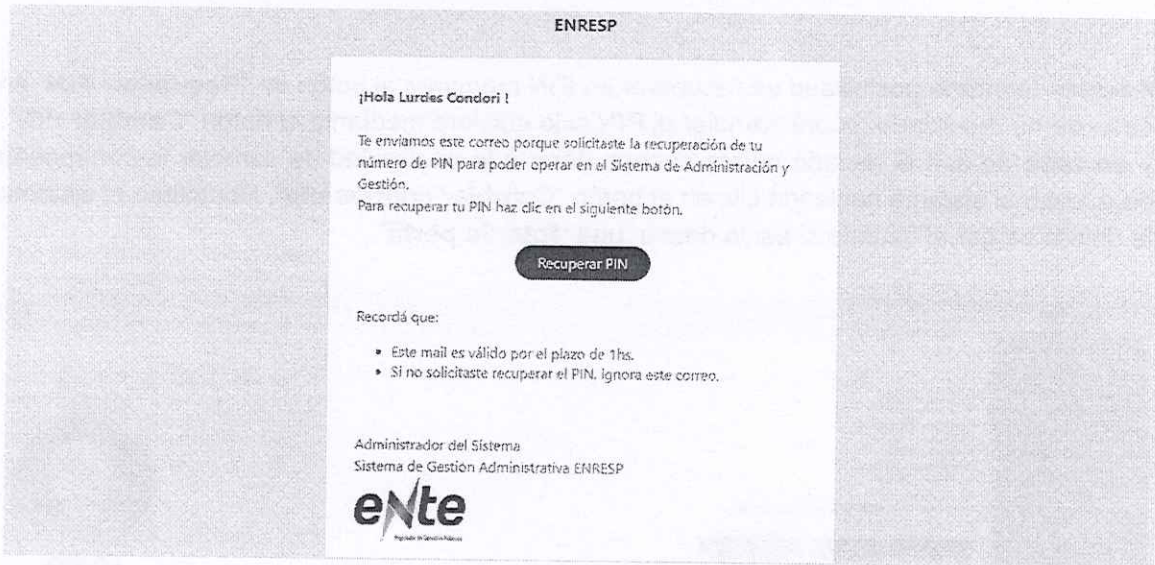 ENRESP
¡Hola Lurdes Condori !
Te enviamos este correo porque solicitaste la recuperación de tu
número de PIN para poder operar en el Sistema de Administración y
Gestión.
Para recuperar tu PIN haz clic en el siguiente botón.
Recuperar PIN
Recordá que:
• Este mail es válido por el plazo de 1hs.
• Si no solicitaste recuperar el PIN, ignora este correo.
Administrador del Sistema
Sistema de Gestión Administrativa ENRESP
eNte